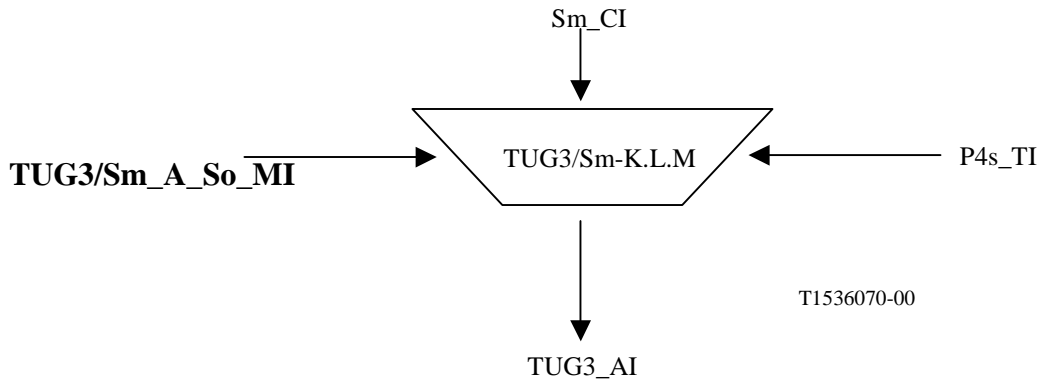 Sm_CI
TUG3/Sm_A_So_MI
TUG3/Sm-K.L.M
P4s_TI
T1536070-00
TUG3_AI